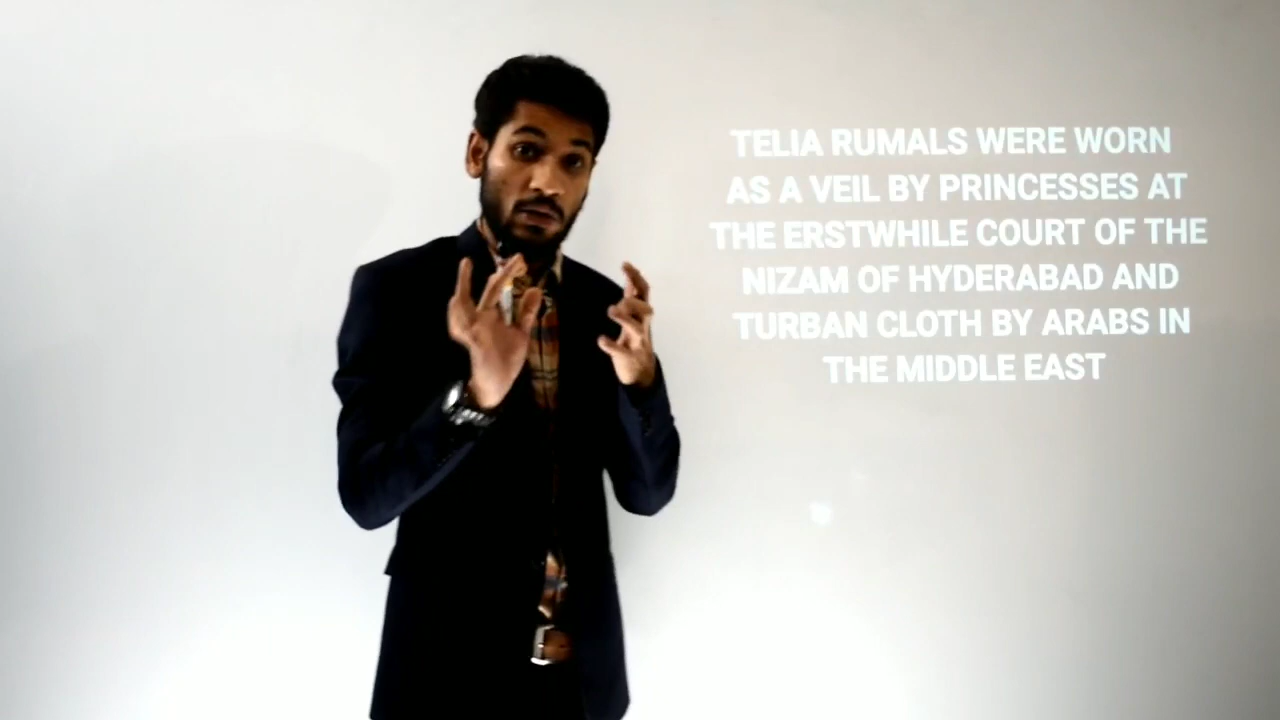 TELIA RUMALS WERE WORN
AS A VEIL BY PRINCESSES AT
THE ERSTWHILE COURT OF THE
NIZAM OF HYDERABAD AND
TURBAN CLOTH BY ARABS IN
THE MIDDLE EAST